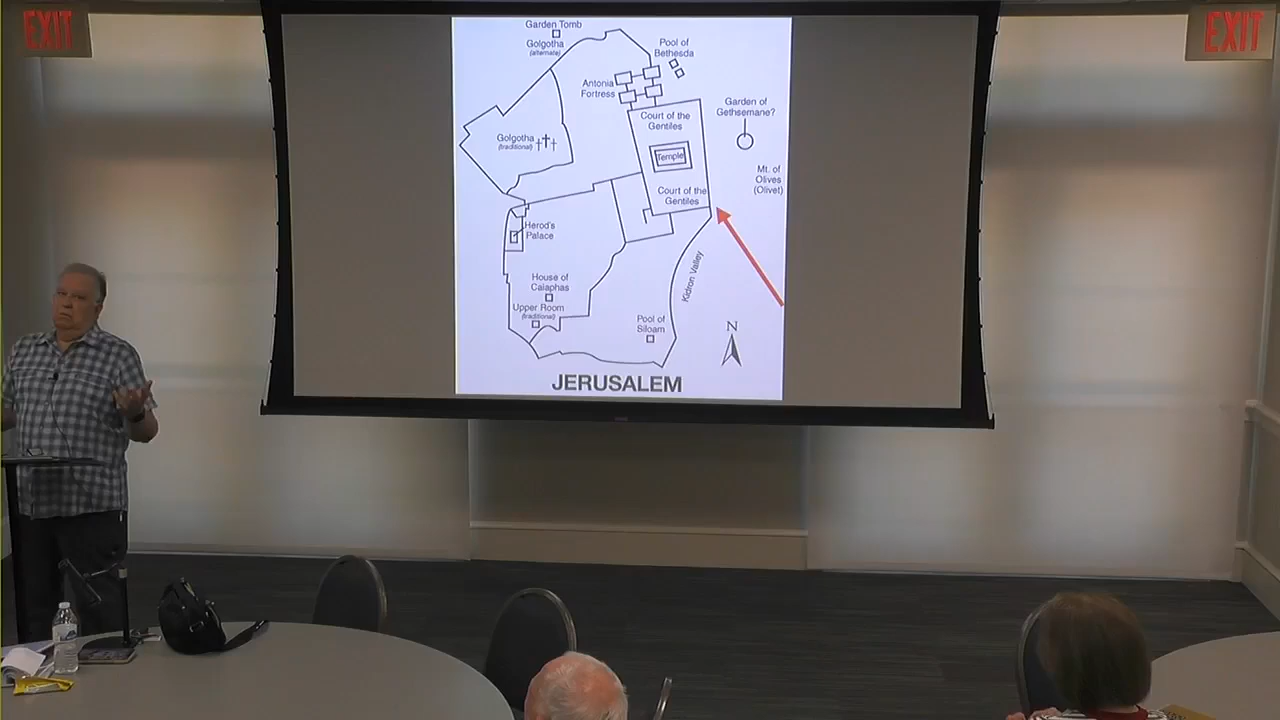 EXIT
EXIT
Garden Tomb
Golgotha
(alternate)
Pool of
Bethesda
Antonia
Fortress
Court of the
Gentiles
Garden of
Gethsemane?
Golgotha
(traditional)
Temple
Mt. of
Olives
(Olivet)
Court of the
Gentiles
Herod's
Palace
Kidron Valley
House of
Caiaphas
Upper Room
(traditional)
Pool of
Siloam
N
JERUSALEM